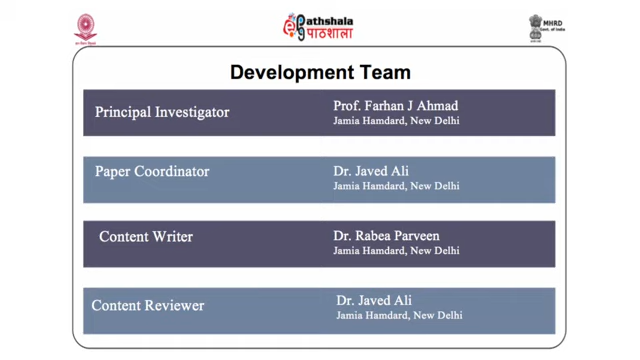 ePathshala
पाठशाला
MHRD
Govt. of India
Development Team
Principal Investigator
Prof. Farhan J Ahmad
Jamia Hamdard, New Delhi
Paper Coordinator
Dr. Javed Ali
Jamia Hamdard, New Delhi
Content Writer
Dr. Rabea Parveen
Jamia Hamdard, New Delhi
Content Reviewer
Dr. Javed Ali
Jamia Hamdard, New Delhi